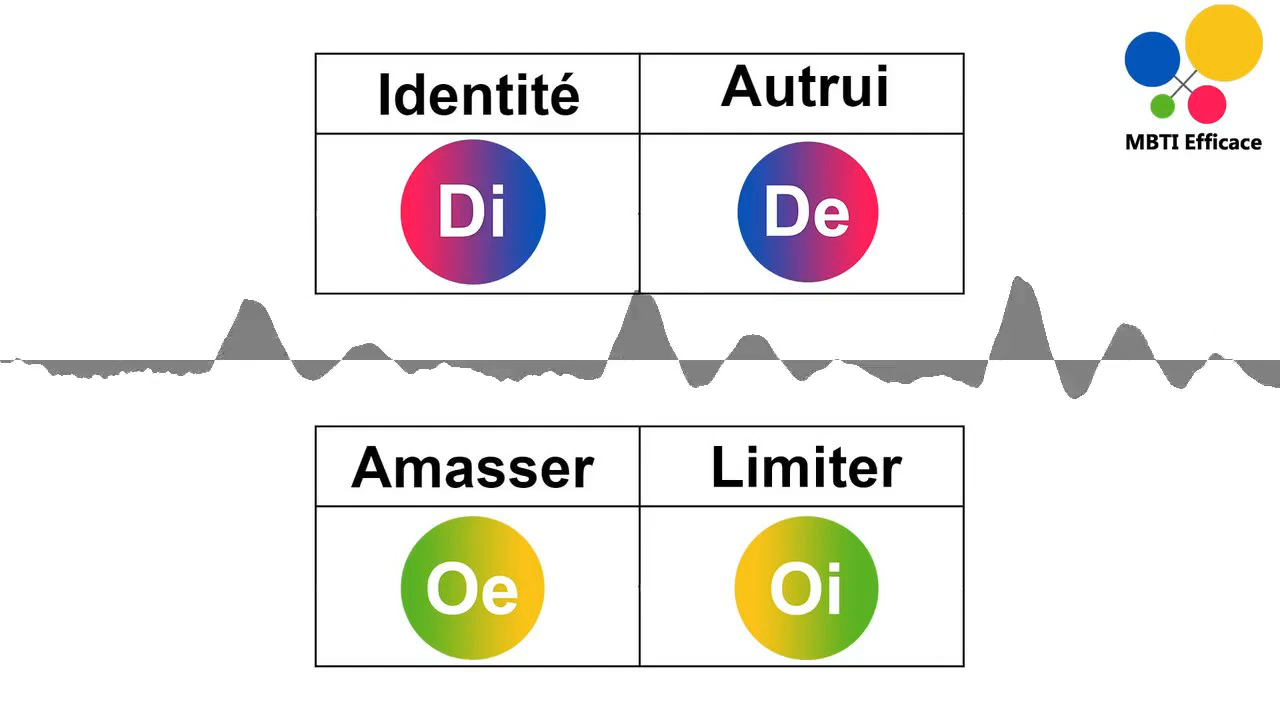 Identité
Autrui
Di
De
MBTI Efficace
Amasser
Limiter
Oe
Oi